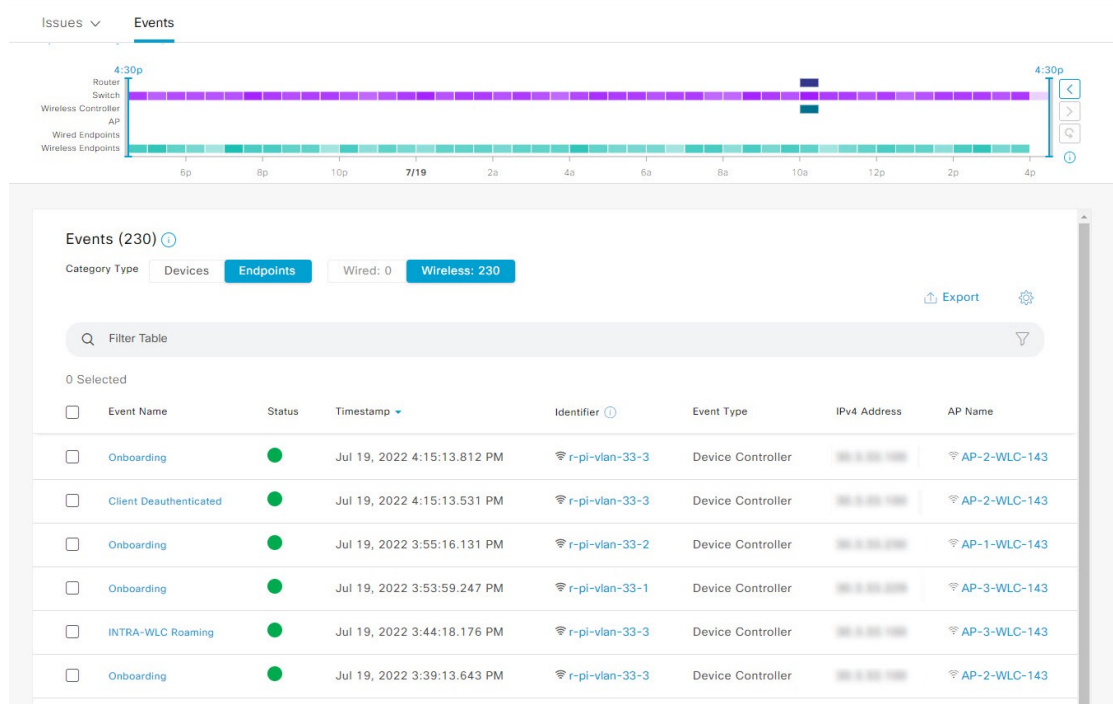 Issues Events
4:30p 4:30p
Router
Switch
Wireless Controller
AP
Wired Endpoints
Wireless Endpoints
6p 8p 10p 7/19 2a 4a 6a 8a 10a 12p 2p 4p
Events (230)
Category Type Devices Endpoints Wired: 0 Wireless: 230
Export
Filter Table
0 Selected
Event Name Status Timestamp Identifier Event Type IPv4 Address AP Name
Onboarding Jul 19, 2022 4:15:13.812 PM r-pi-vlan-33-3 Device Controller AP-2-WLC-143
Client Deauthenticated Jul 19, 2022 4:15:13.531 PM r-pi-vlan-33-3 Device Controller AP-2-WLC-143
Onboarding Jul 19, 2022 3:55:16.131 PM r-pi-vlan-33-2 Device Controller AP-1-WLC-143
Onboarding Jul 19, 2022 3:53:59.247 PM r-pi-vlan-33-1 Device Controller AP-3-WLC-143
INTRA-WLC Roaming Jul 19, 2022 3:44:18.176 PM r-pi-vlan-33-3 Device Controller AP-3-WLC-143
Onboarding Jul 19, 2022 3:39:13.643 PM r-pi-vlan-33-3 Device Controller AP-2-WLC-143